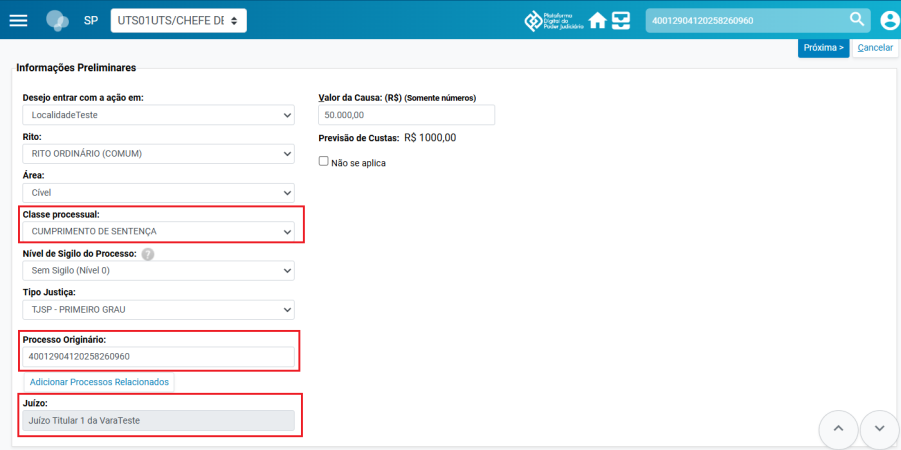 SP UTS01UTS/CHEFE DE Plataforma Digital do Poder Judiciário 40012904120258260960
Próxima > Cancelar
Informações Preliminares
Desejo entrar com a ação em: Valor da Causa: (R$) (Somente números)
LocalidadeTeste 50.000,00
Rito: Previsão de Custas: R$ 1000,00
RITO ORDINÁRIO (COMUM) Não se aplica
Área:
Cível
Classe processual:
CUMPRIMENTO DE SENTENÇA
Nível de Sigilo do Processo: ?
Sem Sigilo (Nível 0)
Tipo Justiça:
TJSP - PRIMEIRO GRAU
Processo Originário:
40012904120258260960
Adicionar Processos Relacionados
Juízo:
Juízo Titular 1 da VaraTeste